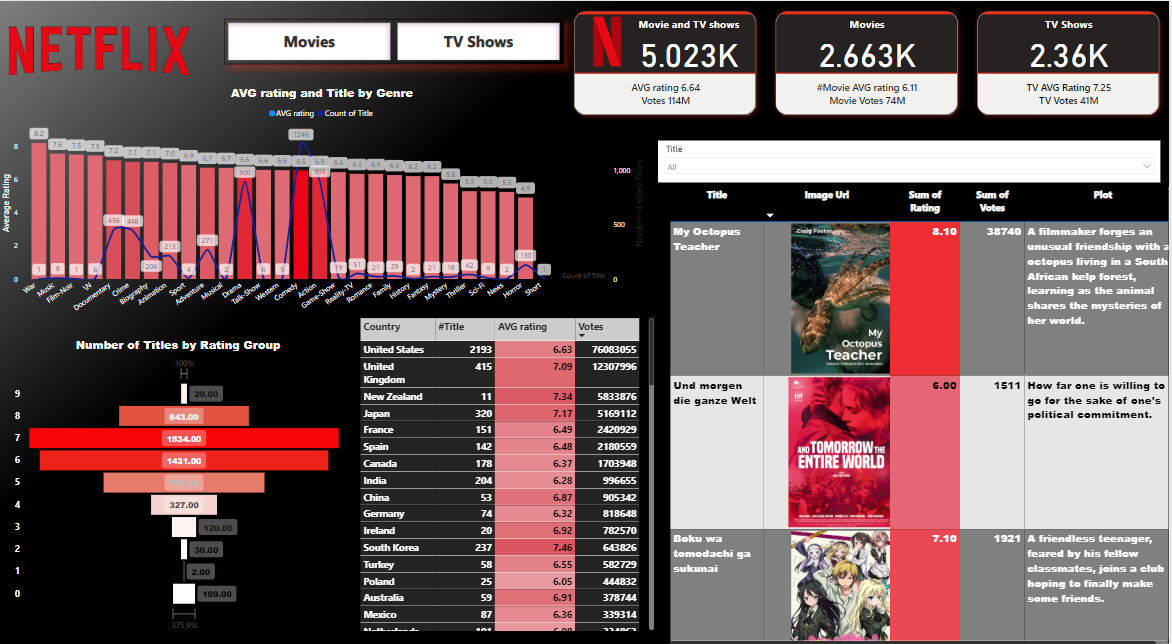 NETFLIX
Movies
TV Shows
Movie and TV shows
5.023K
AVG rating 6.64
Votes 114M
Movies
2.663K
#Movie AVG rating 6.11
Movie Votes 74M
TV Shows
2.36K
TV AVG Rating 7.25
TV Votes 41M
AVG rating and Title by Genre
AVG rating Count of Title
Average Rating
8
6
4
2
0
8.2 7.6 7.5 7.5 7.2 7.1 7.1 7.0 6.9 6.7 6.7 6.6 6.6 6.6 6.5 6.5 6.4 6.3 6.3 6.3 6.2 6.2 5.8 5.3 5.3 5.3 4.9
1 8 1 6 456 448 206 213 4 271 2 900 6 5 1246 905 19 51 21 29 2 21 18 42 9 2 130 1
War Music Film-Noir \N Documentary Crime Biography Animation Sport Adventure Musical Drama Talk-Show Western Comedy Action Game-Show Reality-TV Romance Family History Fantasy Mystery Thriller Sci-Fi News Horror Short
1,000
500
0
Number of video Titles
Count of Title
Number of Titles by Rating Group
100%
9 29.00
8 643.00
7 1534.00
6 1431.00
5
4 327.00
3 120.00
2 30.00
1 2.00
0 109.00
375.9%
Country #Title AVG rating Votes
United States 2193 6.63 76083055
United
Kingdom 415 7.09 12307996
New Zealand 11 7.34 5833876
Japan 320 7.17 5169112
France 151 6.49 2420929
Spain 142 6.48 2180559
Canada 178 6.37 1703948
India 204 6.28 996655
China 53 6.87 905342
Germany 74 6.32 818648
Ireland 20 6.92 782570
South Korea 237 7.46 643826
Turkey 58 6.55 582729
Poland 25 6.05 444832
Australia 59 6.91 378744
Mexico 87 6.36 339314
Title
All
Title Image Url Sum of
Rating Sum of
Votes Plot
My Octopus
Teacher
Craig Foster
My
Octopus
Teacher
8.10
38740
A filmmaker forges an
unusual friendship with a
octopus living in a South
African kelp forest,
learning as the animal
shares the mysteries of
her world.
Und morgen
die ganze Welt
AND TOMORROW THE
ENTIRE WORLD
6.00
1511
How far one is willing to
go for the sake of one's
political commitment.
Boku wa
tomodachi ga
sukunai
7.10
1921
A friendless teenager,
feared by his fellow
classmates, joins a club
hoping to finally make
some friends.